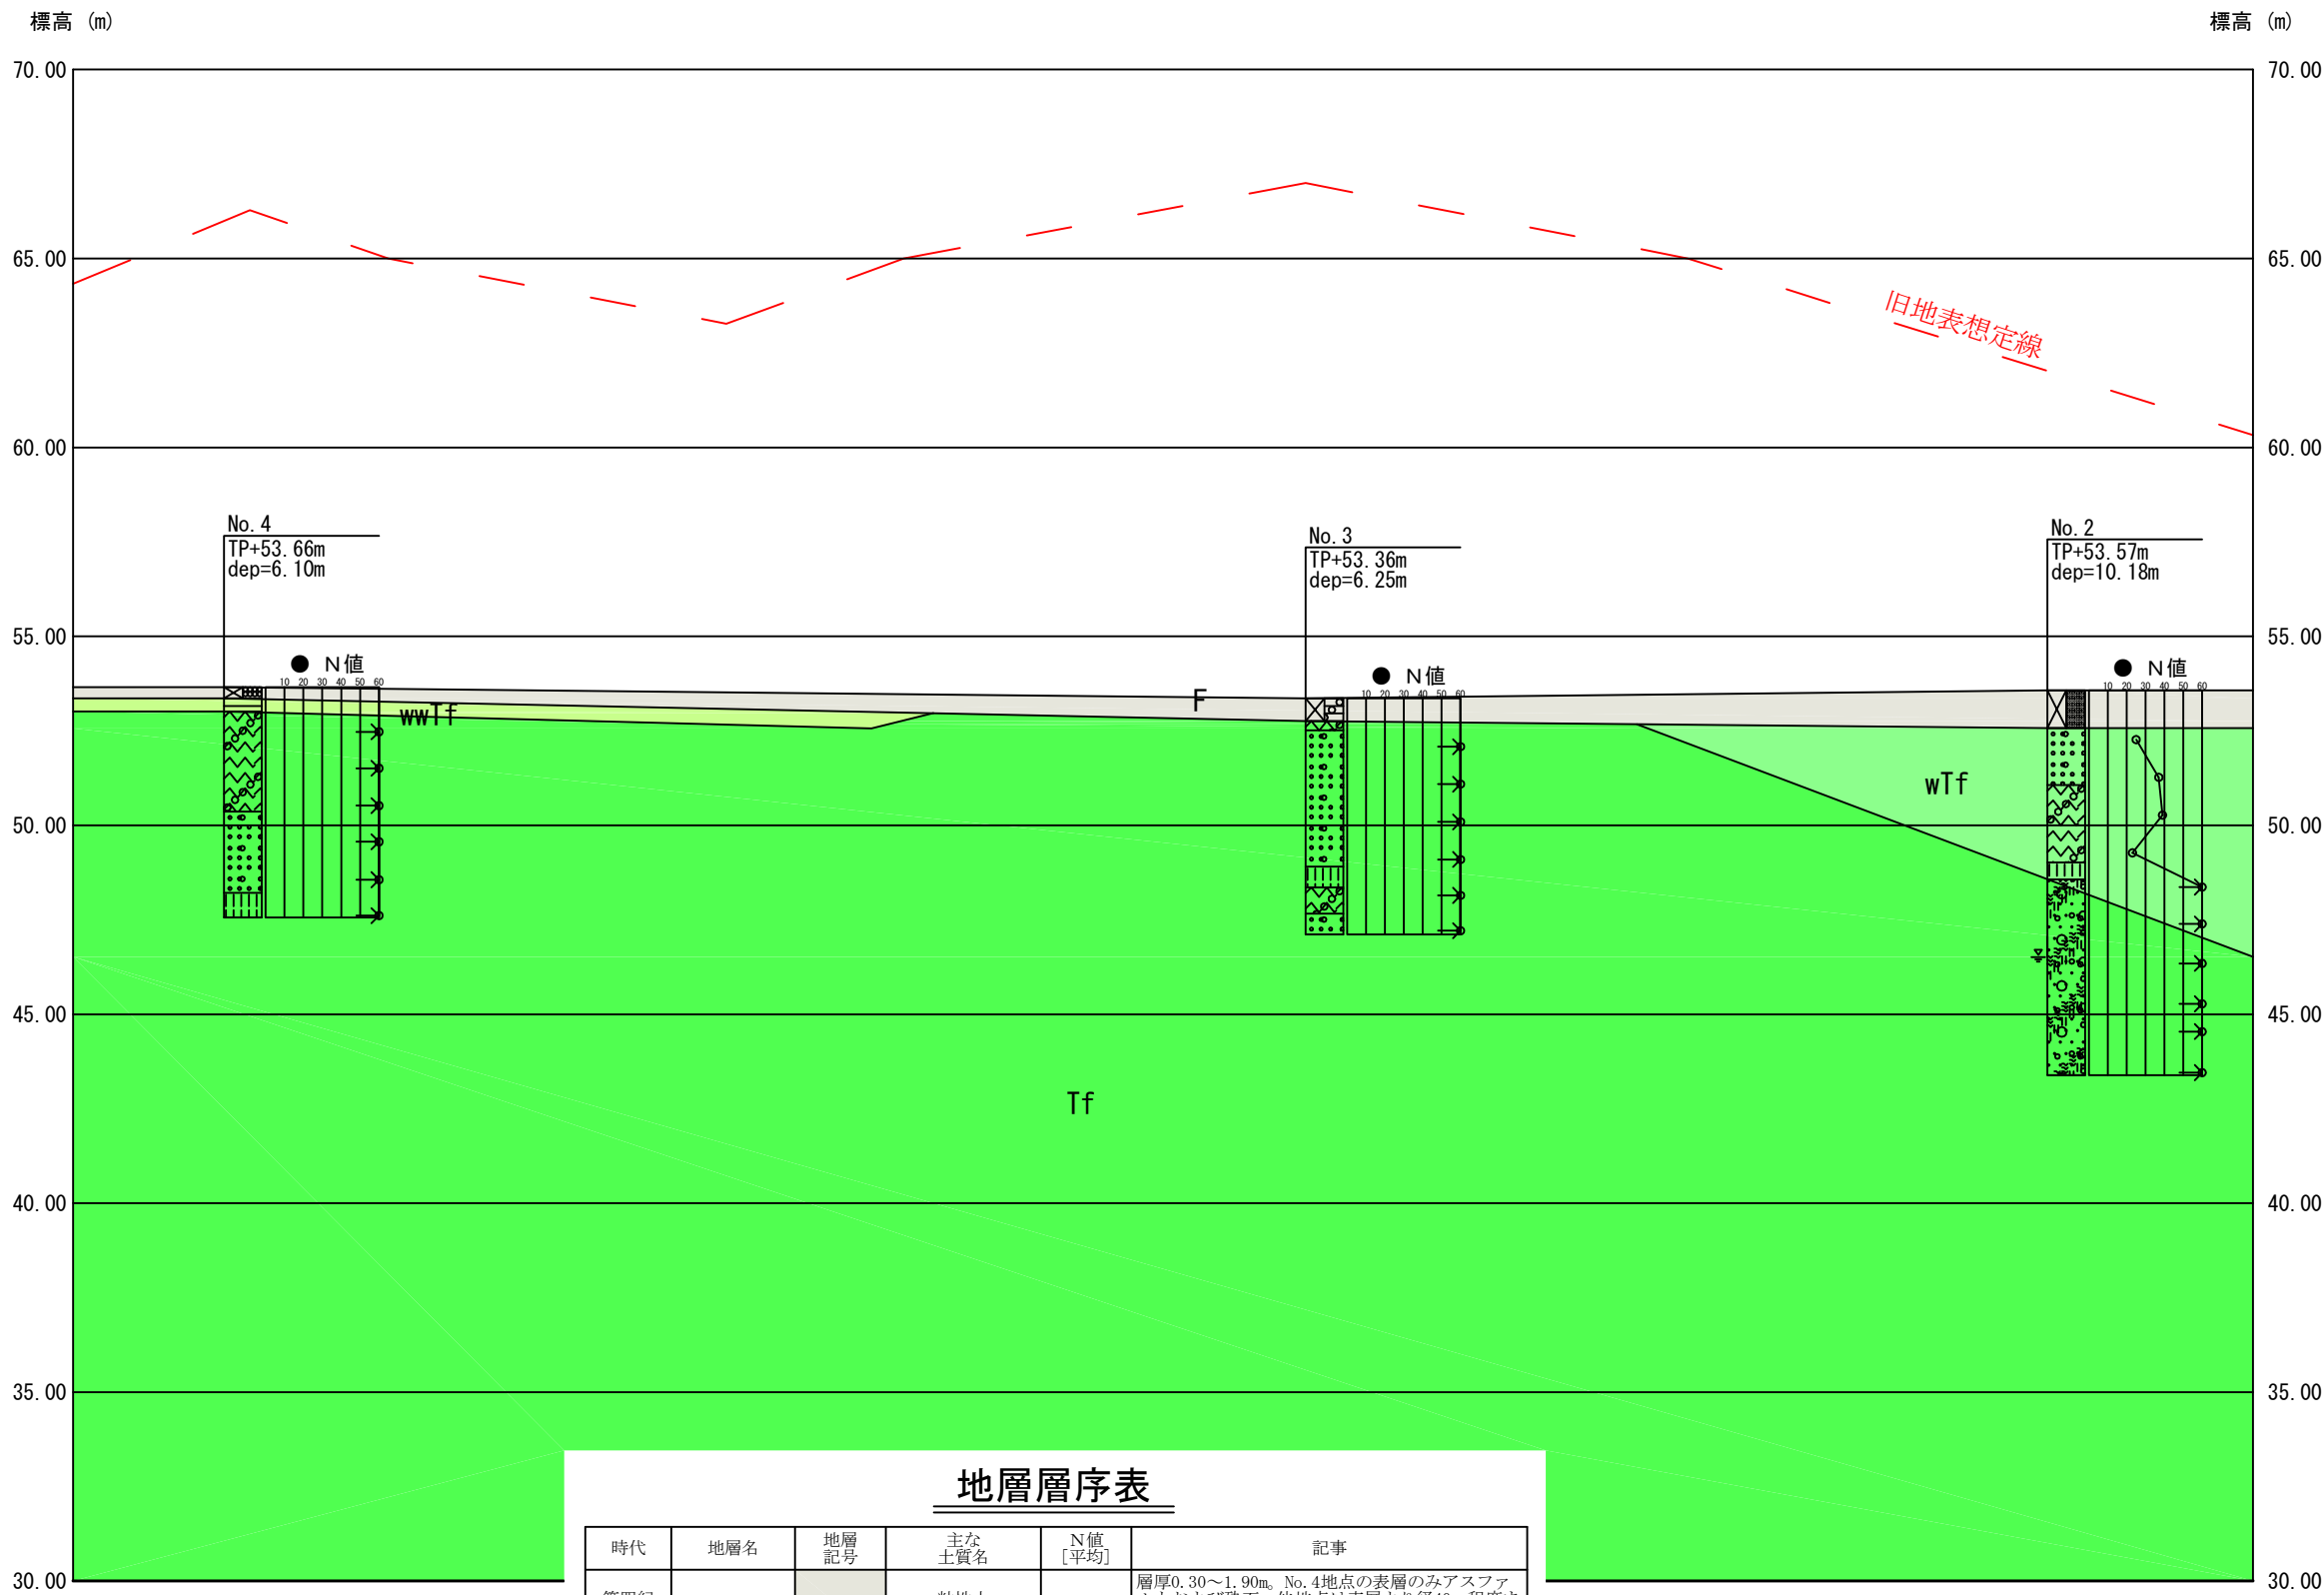 標高 (m)
標高 (m)
70.00
70.00
65.00
65.00
旧地表想定線
60.00
60.00
No.4
TP+53.66m
dep=6.10m
No.3
TP+53.36m
dep=6.25m
No.2
TP+53.57m
dep=10.18m
55.00
55.00
● N値
10 20 30 40 50 60
● N値
10 20 30 40 50 60
● N値
10 20 30 40 50 60
wwTf
F
wTf
50.00
50.00
45.00
45.00
Tf
40.00
40.00
35.00
35.00
地層層序表
時代
地層名
地層
記号
主な
土質名
N値
[平均]
記事
層厚0.30～1.90m。No.4地点の表層のみアスファ
30.00
30.00